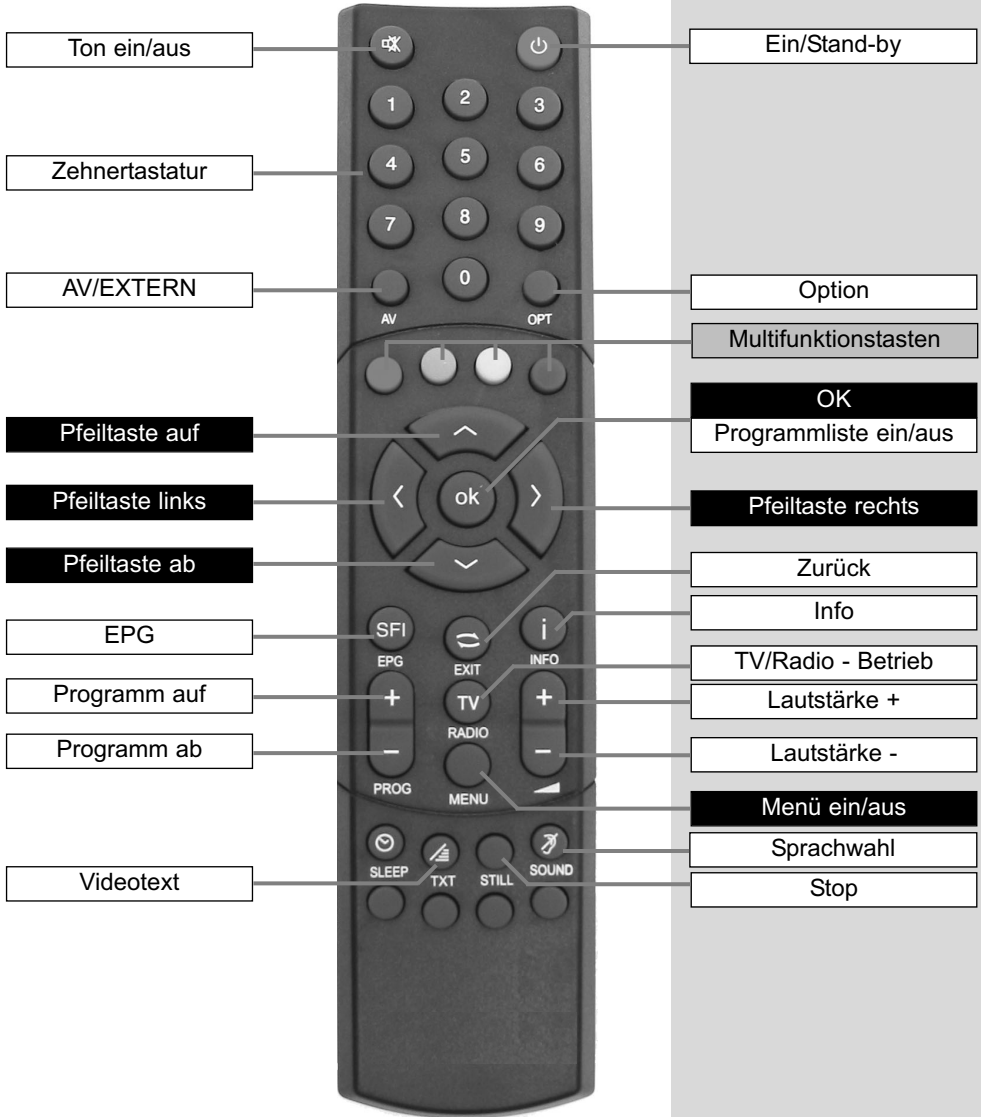 Ton ein/aus
Ein/Stand-by
1
2
3
Zehnertastatur
4
5
6
7
8
9
AV/EXTERN
0
Option
AV
OPT
Multifunktionstasten
OK
Programmliste ein/aus
Pfeiltaste auf
Pfeiltaste links
ok
Pfeiltaste rechts
Pfeiltaste ab
Zurück
Info
EPG
SFI
i
EPG
EXIT
INFO
TV/Radio - Betrieb
Programm auf
+
TV
+
Lautstärke +
RADIO
Programm ab
−
−
Lautstärke -
PROG
MENU
Menü ein/aus
Sprachwahl
SLEEP
TXT
STILL
SOUND
Videotext
Stop